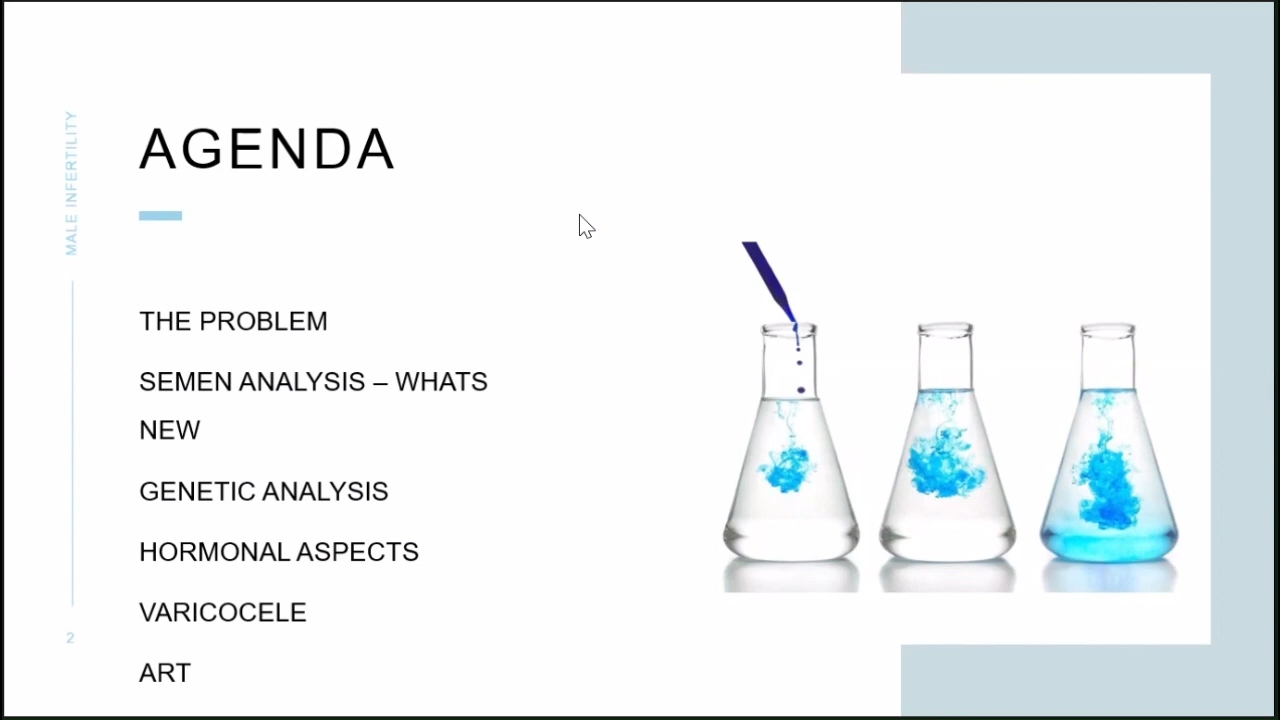 MALE INFERTILITY
AGENDA
THE PROBLEM
SEMEN ANALYSIS – WHATS
NEW
GENETIC ANALYSIS
HORMONAL ASPECTS
VARICOCELE
ART
2